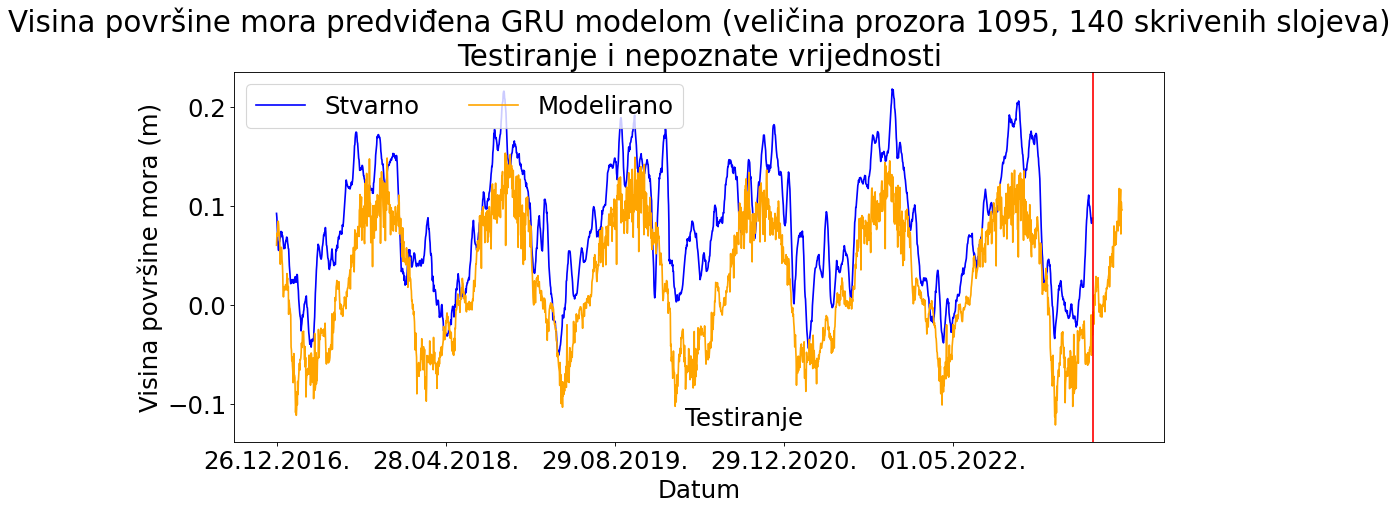 Visina površine mora predviđena GRU modelom (veličina prozora 1095, 140 skrivenih slojeva)
Testiranje i nepoznate vrijednosti
Stvarno Modelirano
Visina površine mora (m)
0.2
0.1
0.0
−0.1
Testiranje
26.12.2016. 28.04.2018. 29.08.2019. 29.12.2020. 01.05.2022.
Datum